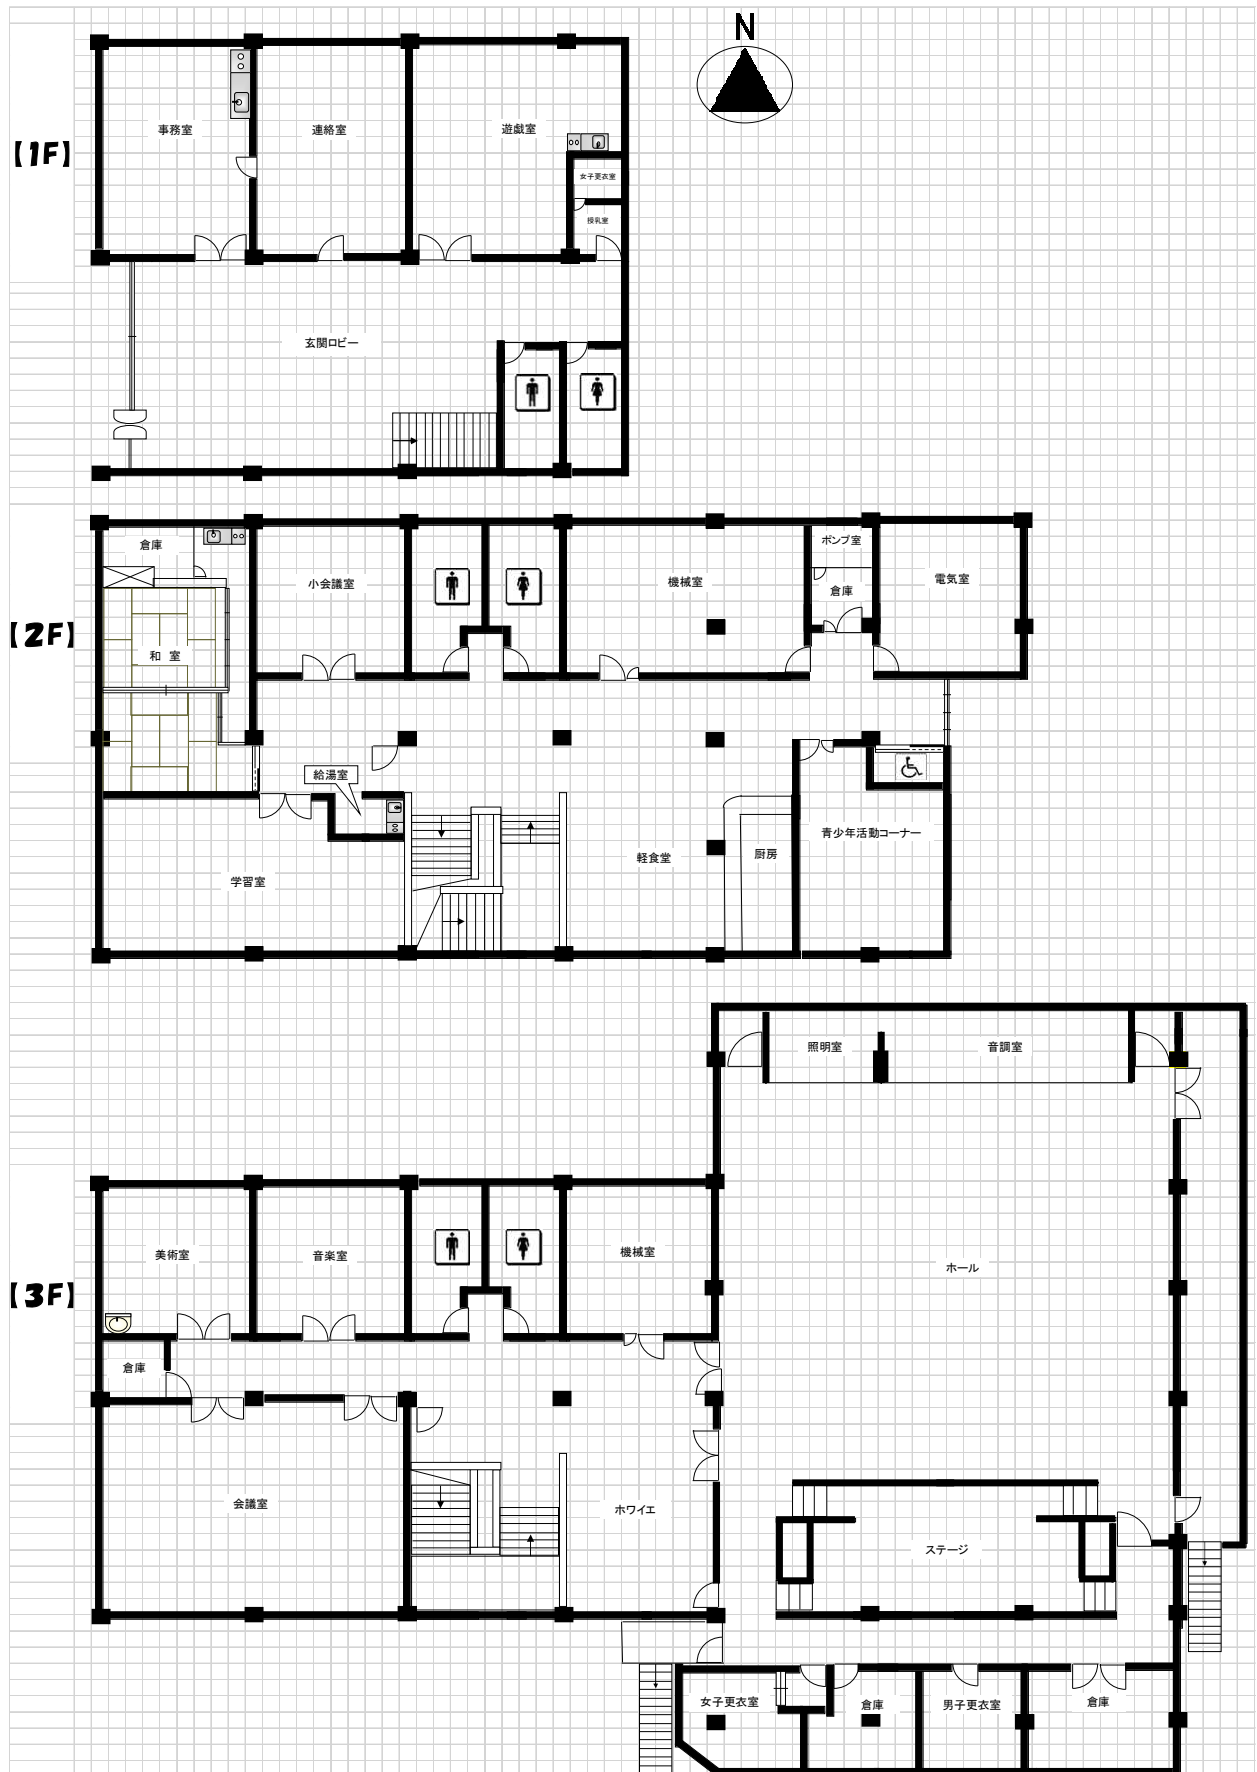 N
【1F】
事務室
連絡室
遊戯室
女子更衣室
授乳室
玄関ロビー
【2F】
倉庫
小会議室
機械室
ポンプ室
倉庫
電気室
和 室
給湯室
学習室
軽食堂
厨房
青少年活動コーナー
【3F】
照明室
音調室
美術室
音楽室
機械室
ホール
倉庫
会議室
ホワイエ
ステージ
女子更衣室
倉庫
男子更衣室
倉庫